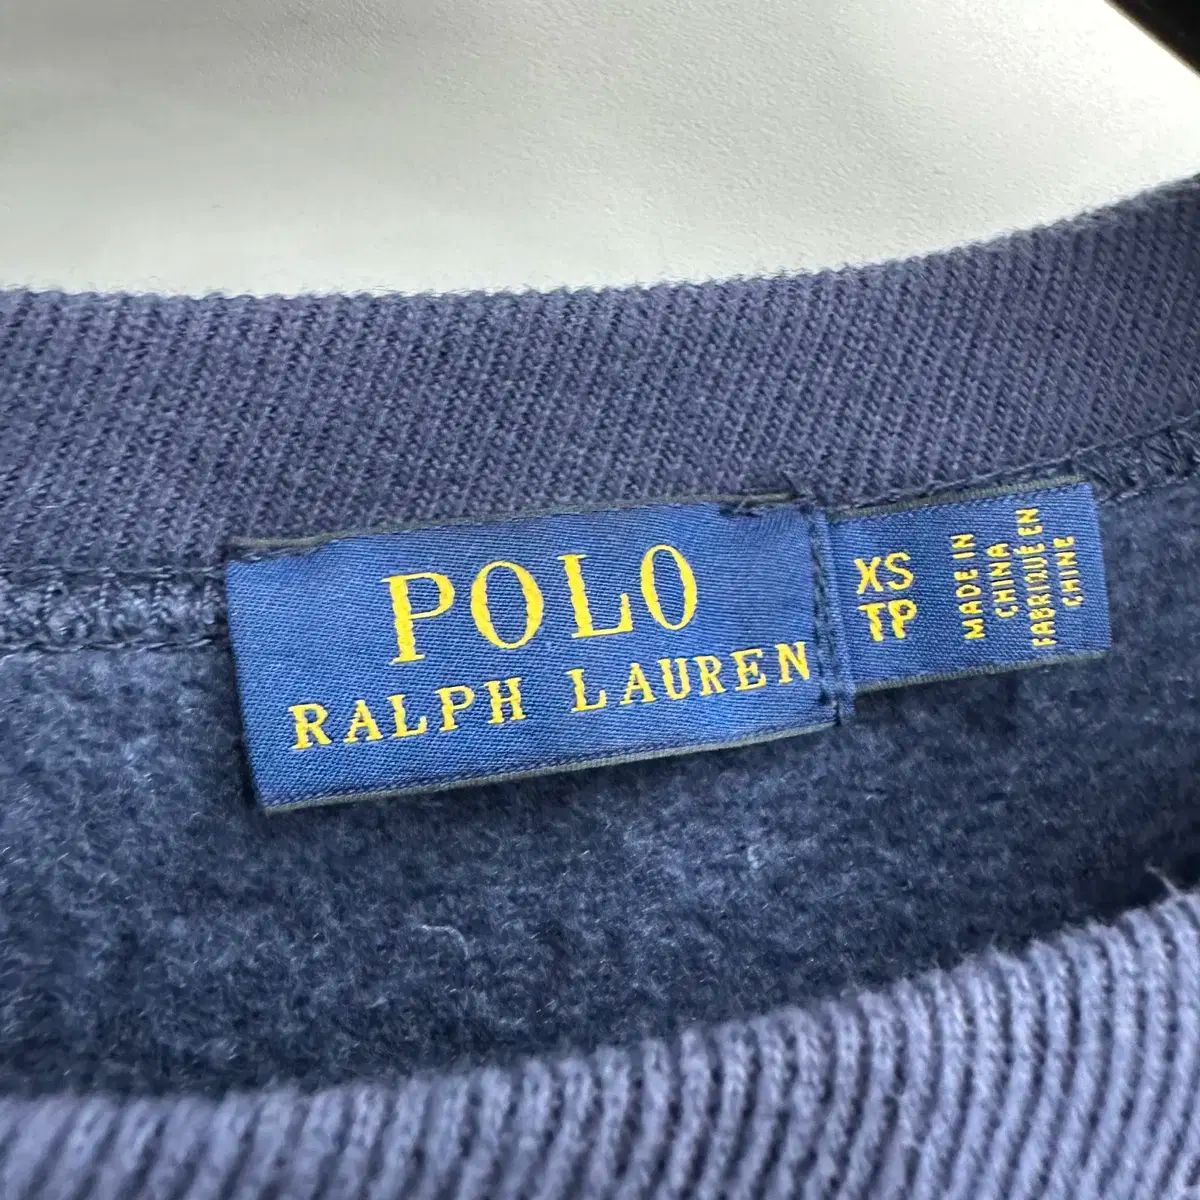 POLO
RALPH LAUREN
XS
TP
MADE IN
CHINA
FABRIQUÉ EN
CHINE